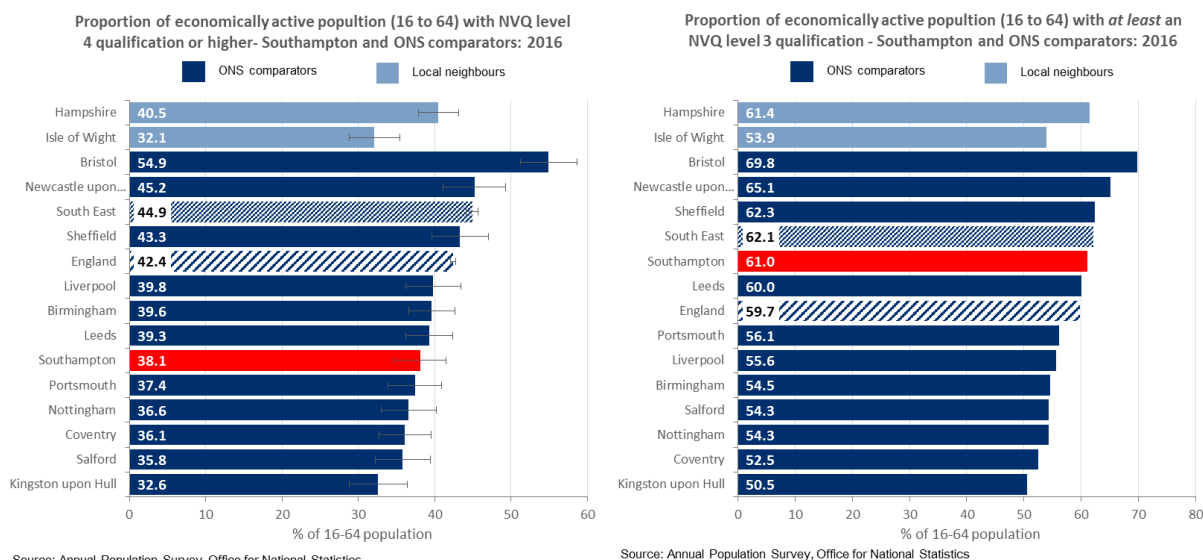 Proportion of economically active popultion (16 to 64) with NVQ level
4 qualification or higher- Southampton and ONS comparators: 2016
ONS comparators
Local neighbours
Hampshire 40.5
Isle of Wight 32.1
Bristol 54.9
Newcastle upon... 45.2
South East 44.9
Sheffield 43.3
England 42.4
Liverpool 39.8
Birmingham 39.6
Leeds 39.3
Southampton 38.1
Portsmouth 37.4
Nottingham 36.6
Coventry 36.1
Salford 35.8
Kingston upon Hull 32.6
0 10 20 30 40 50 60
% of 16-64 population
Source: Annual Population Survey, Office for National Statistics
Proportion of economically active popultion (16 to 64) with at least an
NVQ level 3 qualification - Southampton and ONS comparators: 2016
ONS comparators
Local neighbours
Hampshire 61.4
Isle of Wight 53.9
Bristol 69.8
Newcastle upon... 65.1
Sheffield 62.3
South East 62.1
Southampton 61.0
Leeds 60.0
England 59.7
Portsmouth 56.1
Liverpool 55.6
Birmingham 54.5
Salford 54.3
Nottingham 54.3
Coventry 52.5
Kingston upon Hull 50.5
0 10 20 30 40 50 60 70 80
% of 16-64 population
Source: Annual Population Survey, Office for National Statistics